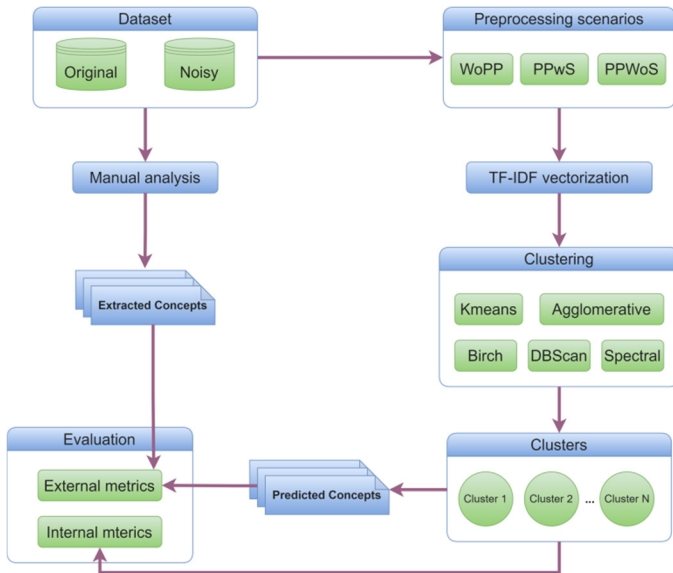 Dataset
Original
Noisy
Preprocessing scenarios
WoPP
PPwS
PPWoS
Manual analysis
TF-IDF vectorization
Extracted Concepts
Clustering
Kmeans
Agglomerative
Birch
DBScan
Spectral
Evaluation
External metrics
Internal mterics
Predicted Concepts
Clusters
Cluster 1
Cluster 2
...
Cluster N